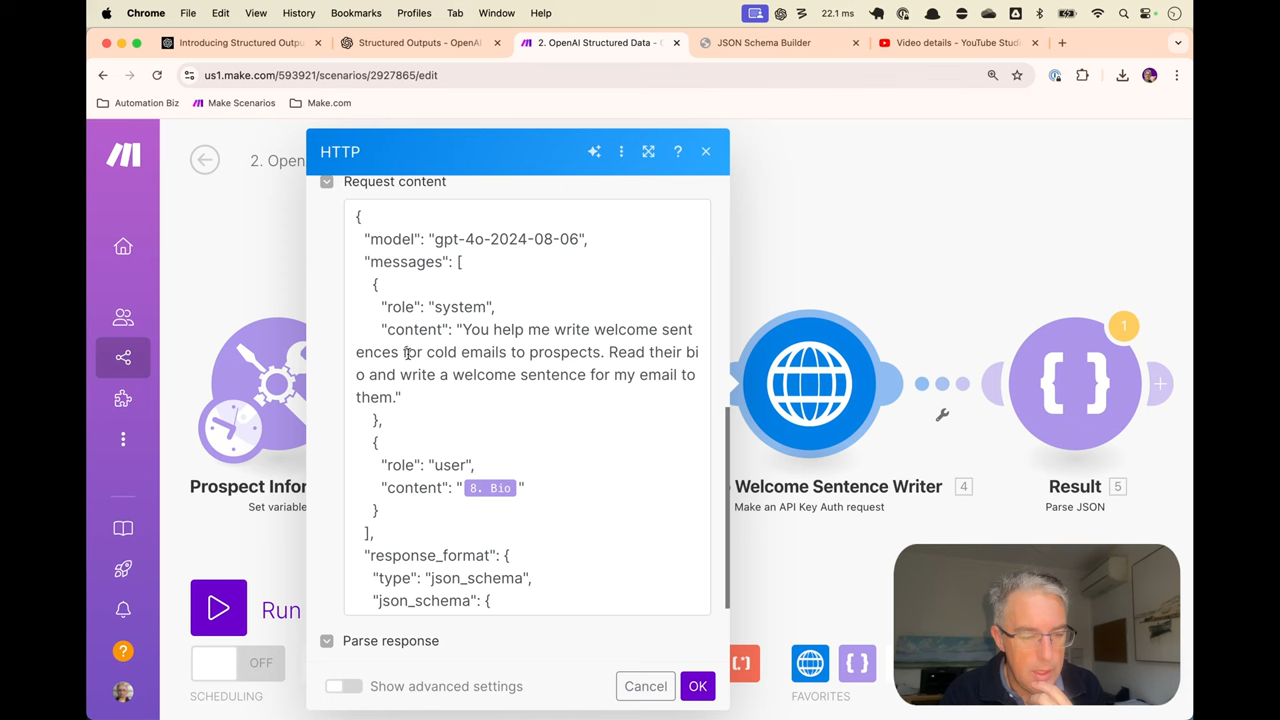 Chrome File Edit View History Bookmarks Profiles Tab Window Help 22.1 ms
Introducing Structured Outpu
Structured Outputs - OpenAI
2. OpenAI Structured Data -
JSON Schema Builder
Video details - YouTube Stud
us1.make.com/593921/scenarios/2927865/edit
Automation Biz Make Scenarios Make.com
2. Open
HTTP
Request content
{
"model": "gpt-4o-2024-08-06",
"messages": [
{
"role": "system",
"content": "You help me write welcome sent
ences for cold emails to prospects. Read their bi
o and write a welcome sentence for my email to
them."
},
{
"role": "user",
"content": "8. Bio"
}
],
"response_format": {
"type": "json_schema",
"json_schema": {
Parse response
Show advanced settings
Cancel
OK
Prospect Infor
Set variable
Welcome Sentence Writer 4
Make an API Key Auth request
1
Result 5
Parse JSON
Run
OFF
SCHEDULING
FAVORITES